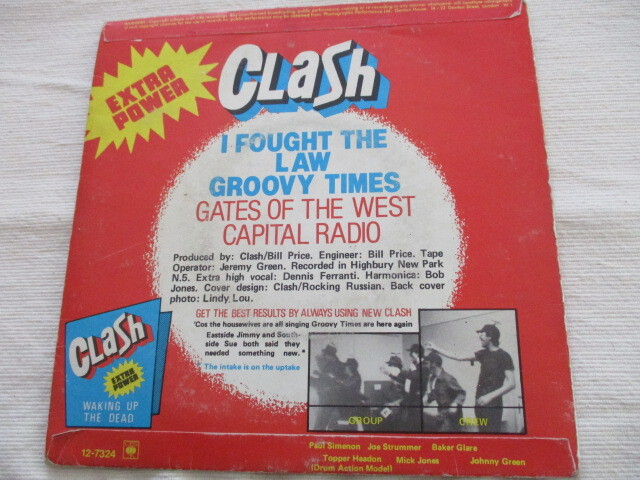 EXTRA
POWER
CLASH
I FOUGHT THE
LAW
GROOVY TIMES
GATES OF THE WEST
CAPITAL RADIO
Produced by: Clash/Bill Price. Engineer: Bill Price. Tape
Operator: Jeremy Green. Recorded in Highbury New Park
N.5. Extra high vocal: Dennis Ferranti. Harmonica: Bob
Jones. Cover design: Clash/Rocking Russian. Back cover
photo: Lindy, Lou.
GET THE BEST RESULTS BY ALWAYS USING NEW CLASH
'Cos the housewives are all singing Groovy Times are here again
Eastside Jimmy and South-
side Sue both said they
needed something new."
The intake is on the uptake
CLASH
EXTRA
POWER
WAKING UP
THE DEAD
GROUP
CREW
12-7324
Paul Simenon Joe Strummer Baker Glare
Topper Headon Mick Jones Johnny Green
(Drum Action Model)